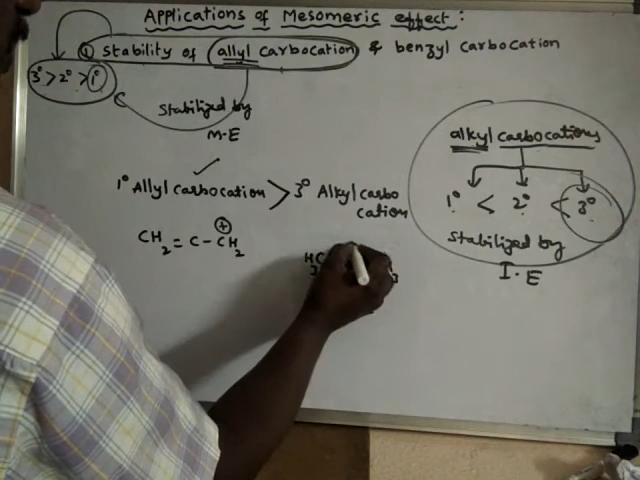 Applications of Mesomeric effect :
① stability of allyl carbocation & benzyl carbocation
3° > 2° > 1°
stabilized by
M.E
1° Allyl carbocation > 3° Alkyl carbo
cation
CH2 = C - CH2
+
alkyl carbocations
1° < 2° < 3°
stabilized by
I.E